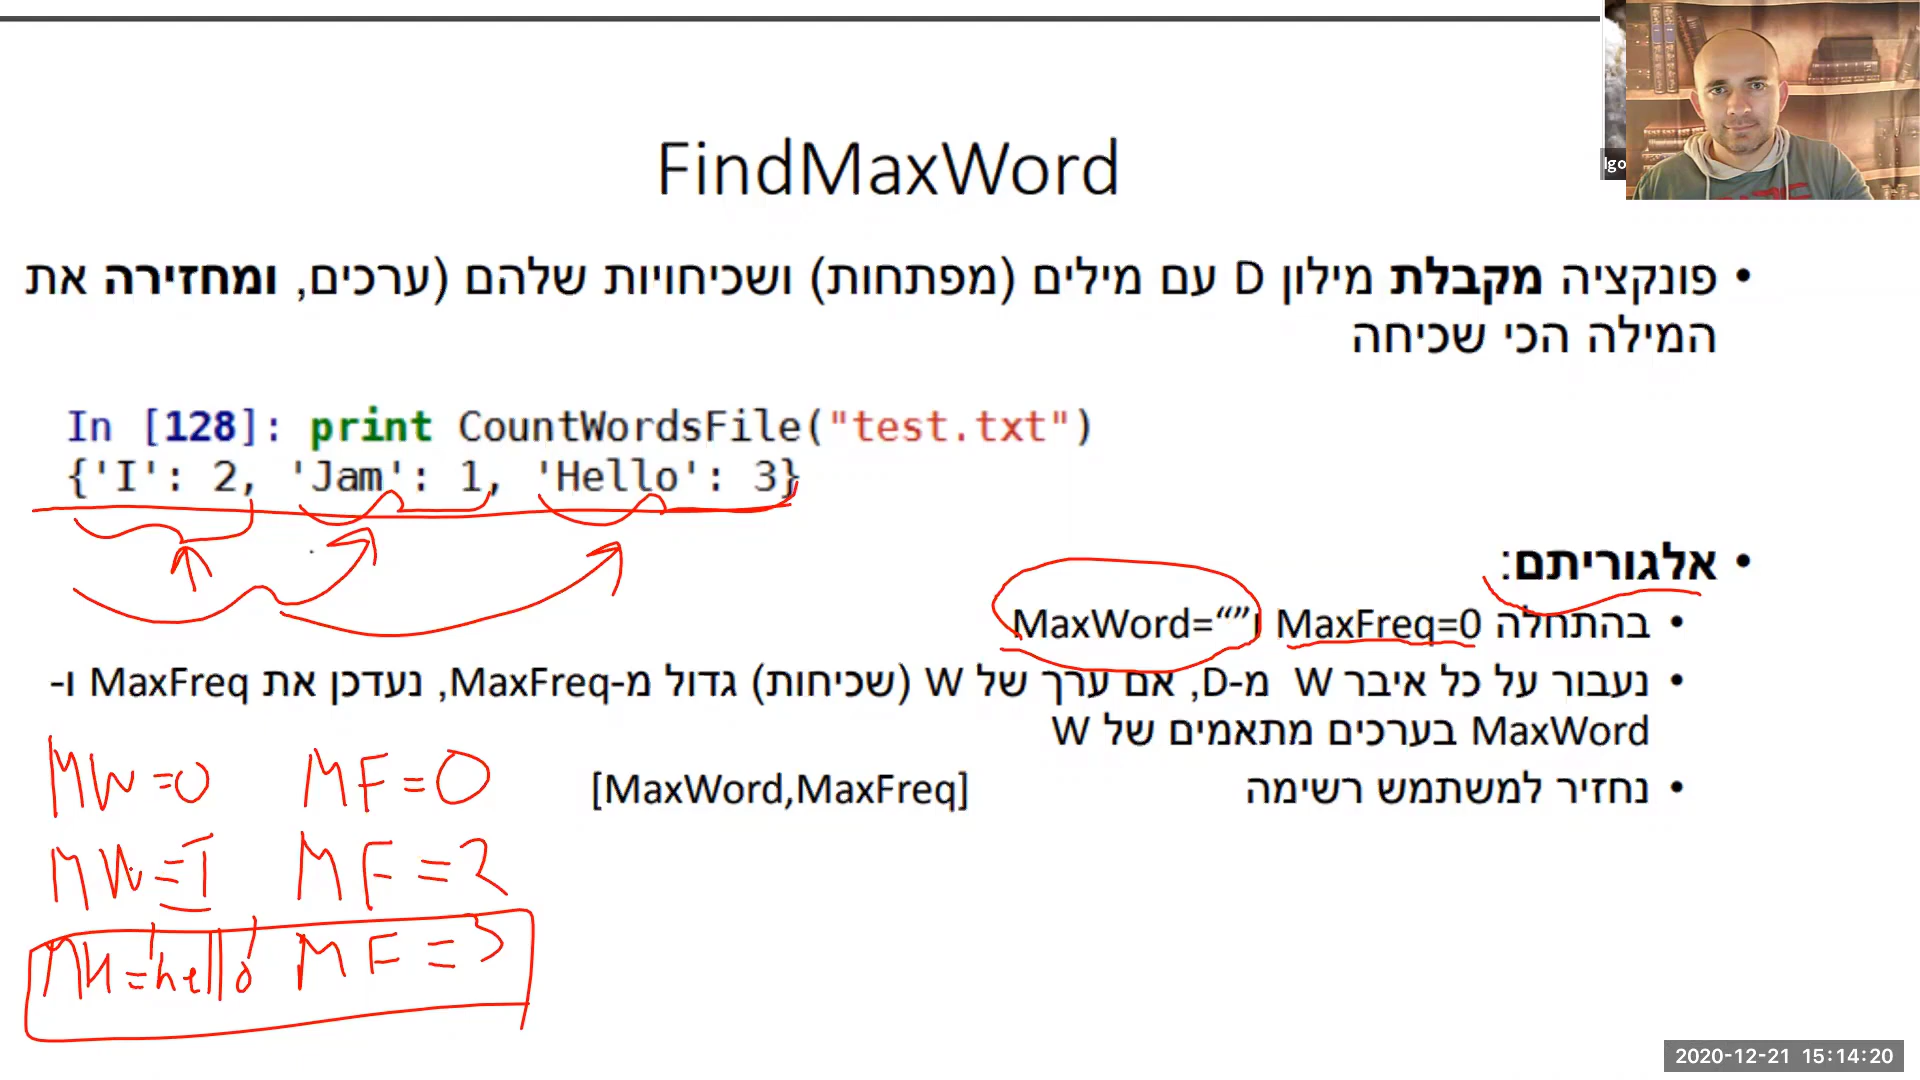 Igo
FindMaxWord
• פונקציה מקבלת מילון D עם מילים (מפתחות) ושכיחויות שלהם (ערכים, ומחזירה את
המילה הכי שכיחה
In [128]: print CountWordsFile("test.txt")
{'I': 2, 'Jam': 1, 'Hello': 3}
• אלגוריתם:
• בהתחלה MaxFreq=0 ו MaxWord=“”
• נעבור על כל איבר W מ-D, אם ערך של W (שכיחות) גדול מ-MaxFreq, נעדכן את MaxFreq ו-
MaxWord בערכים מתאמים של W
• נחזיר למשתמש רשימה [MaxWord,MaxFreq]
MW=0 MF=0
MW=I MF=2
MW='hello' MF=3
2020-12-21 15:14:20